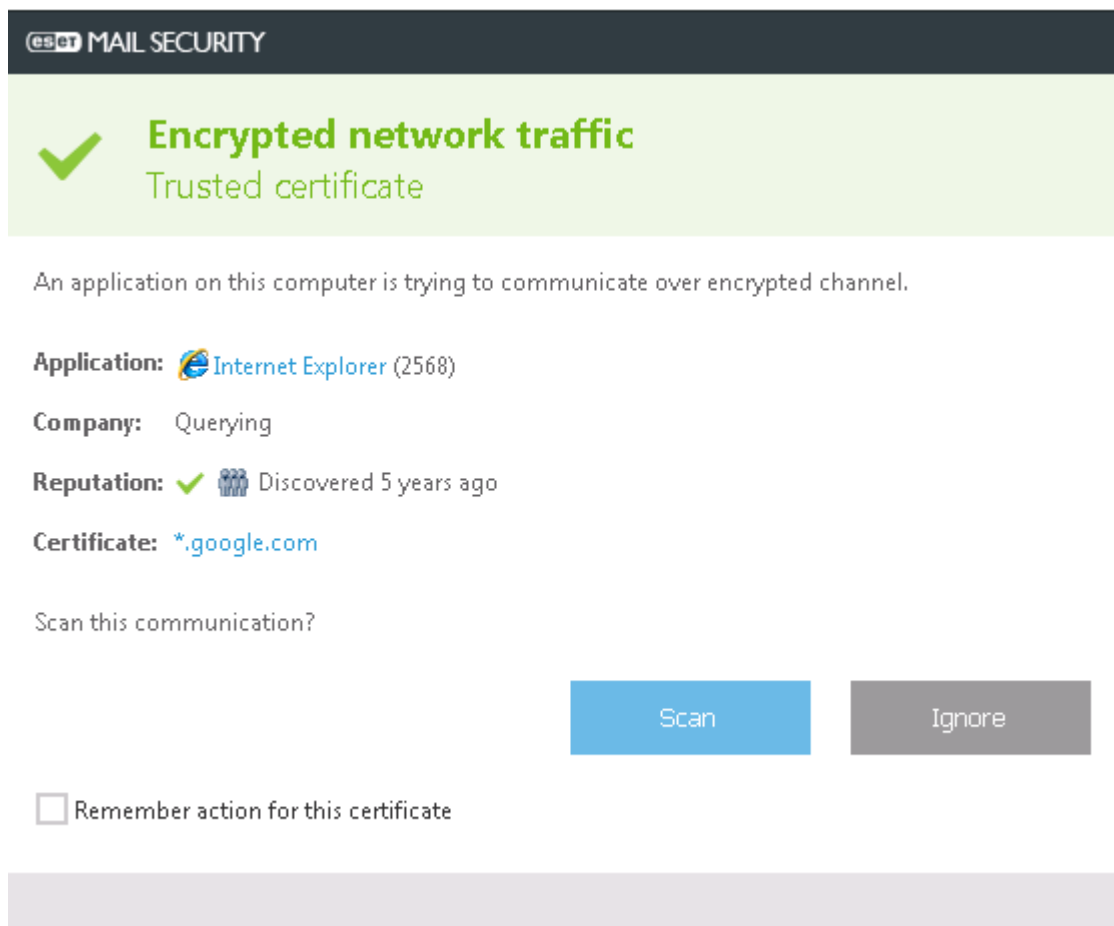 eseT MAIL SECURITY
Encrypted network traffic
Trusted certificate
An application on this computer is trying to communicate over encrypted channel.
Application: Internet Explorer (2568)
Company: Querying
Reputation: Discovered 5 years ago
Certificate: *.google.com
Scan this communication?
Scan Ignore
Remember action for this certificate